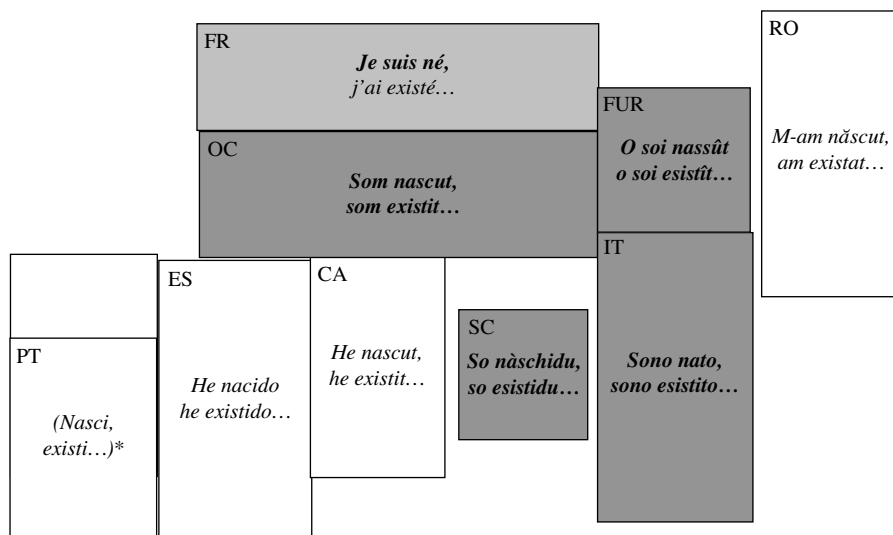 FR
Je suis né,
j'ai existé…
RO
M-am născut,
am existat…
FUR
O soi nassût
o soi esistît…
OC
Som nascut,
som existit…
IT
Sono nato,
sono esistito…
ES
He nacido
he existido…
CA
He nascut,
he existit…
SC
So nàschidu,
so esistidu…
PT
(Nasci,
existi…)*